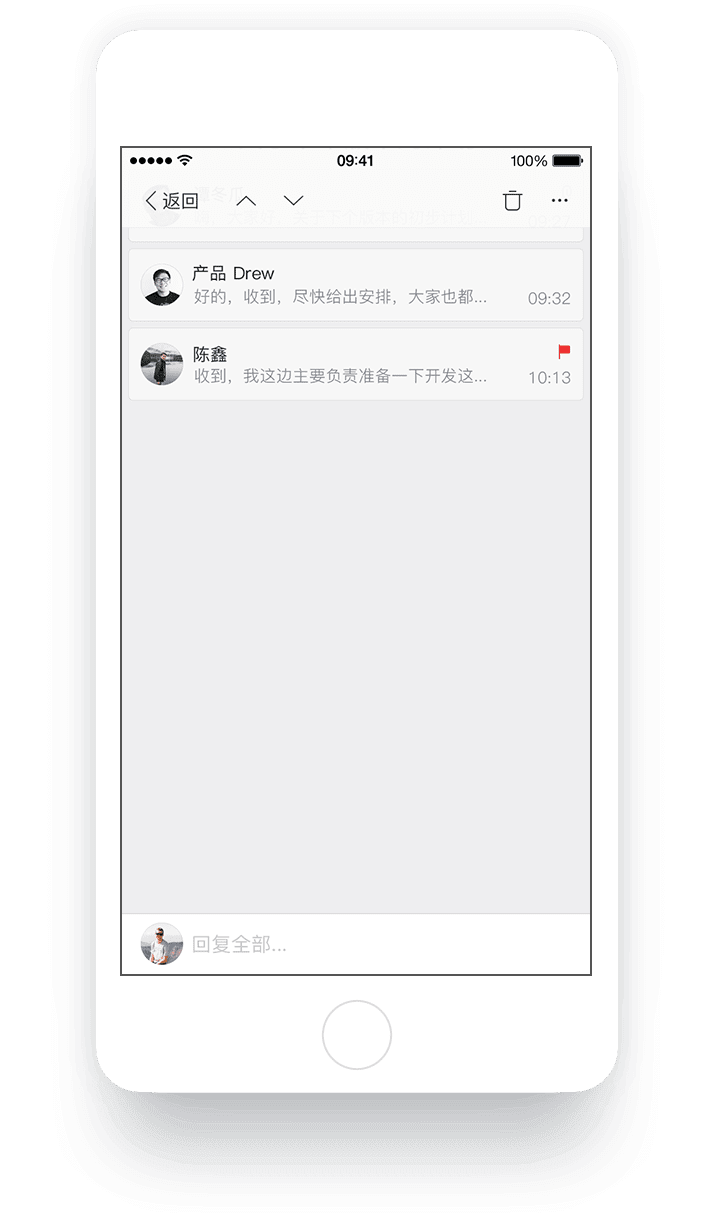 09:41 100%
返回
产品 Drew
好的，收到，尽快给出安排，大家也都... 09:32
陈鑫
收到，我这边主要负责准备一下开发这... 10:13
回复全部...